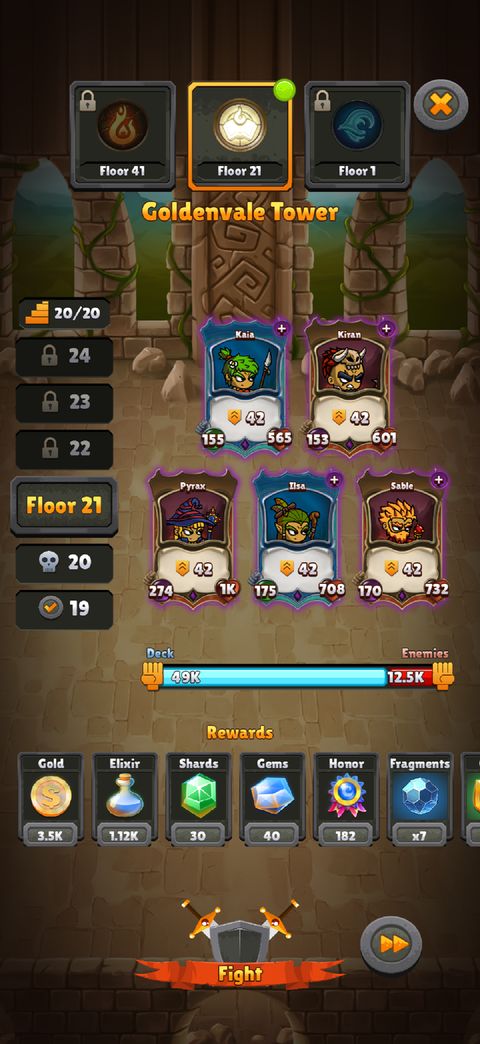 Floor 41
Floor 21
Floor 1
Goldenvale Tower
20/20
24
23
22
Floor 21
20
19
Kaia
42
155
565
Kiran
42
153
601
Pyrax
42
274
1K
Ilsa
42
175
708
Sable
42
170
732
Deck
Enemies
49K
12.5K
Rewards
Gold
Elixir
Shards
Gems
Honor
Fragments
3.5K
1.12K
30
40
182
x7
Fight